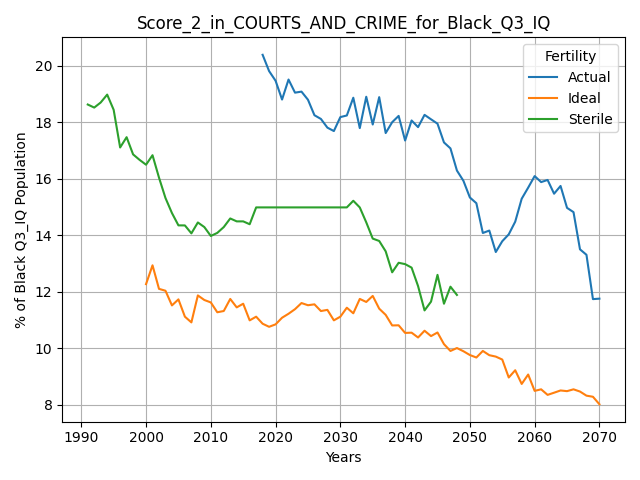 Score_2_in_COURTS_AND_CRIME_for_Black_Q3_IQ
Fertility
Actual
Ideal
Sterile
% of Black Q3_IQ Population
20
18
16
14
12
10
8
1990 2000 2010 2020 2030 2040 2050 2060 2070
Years